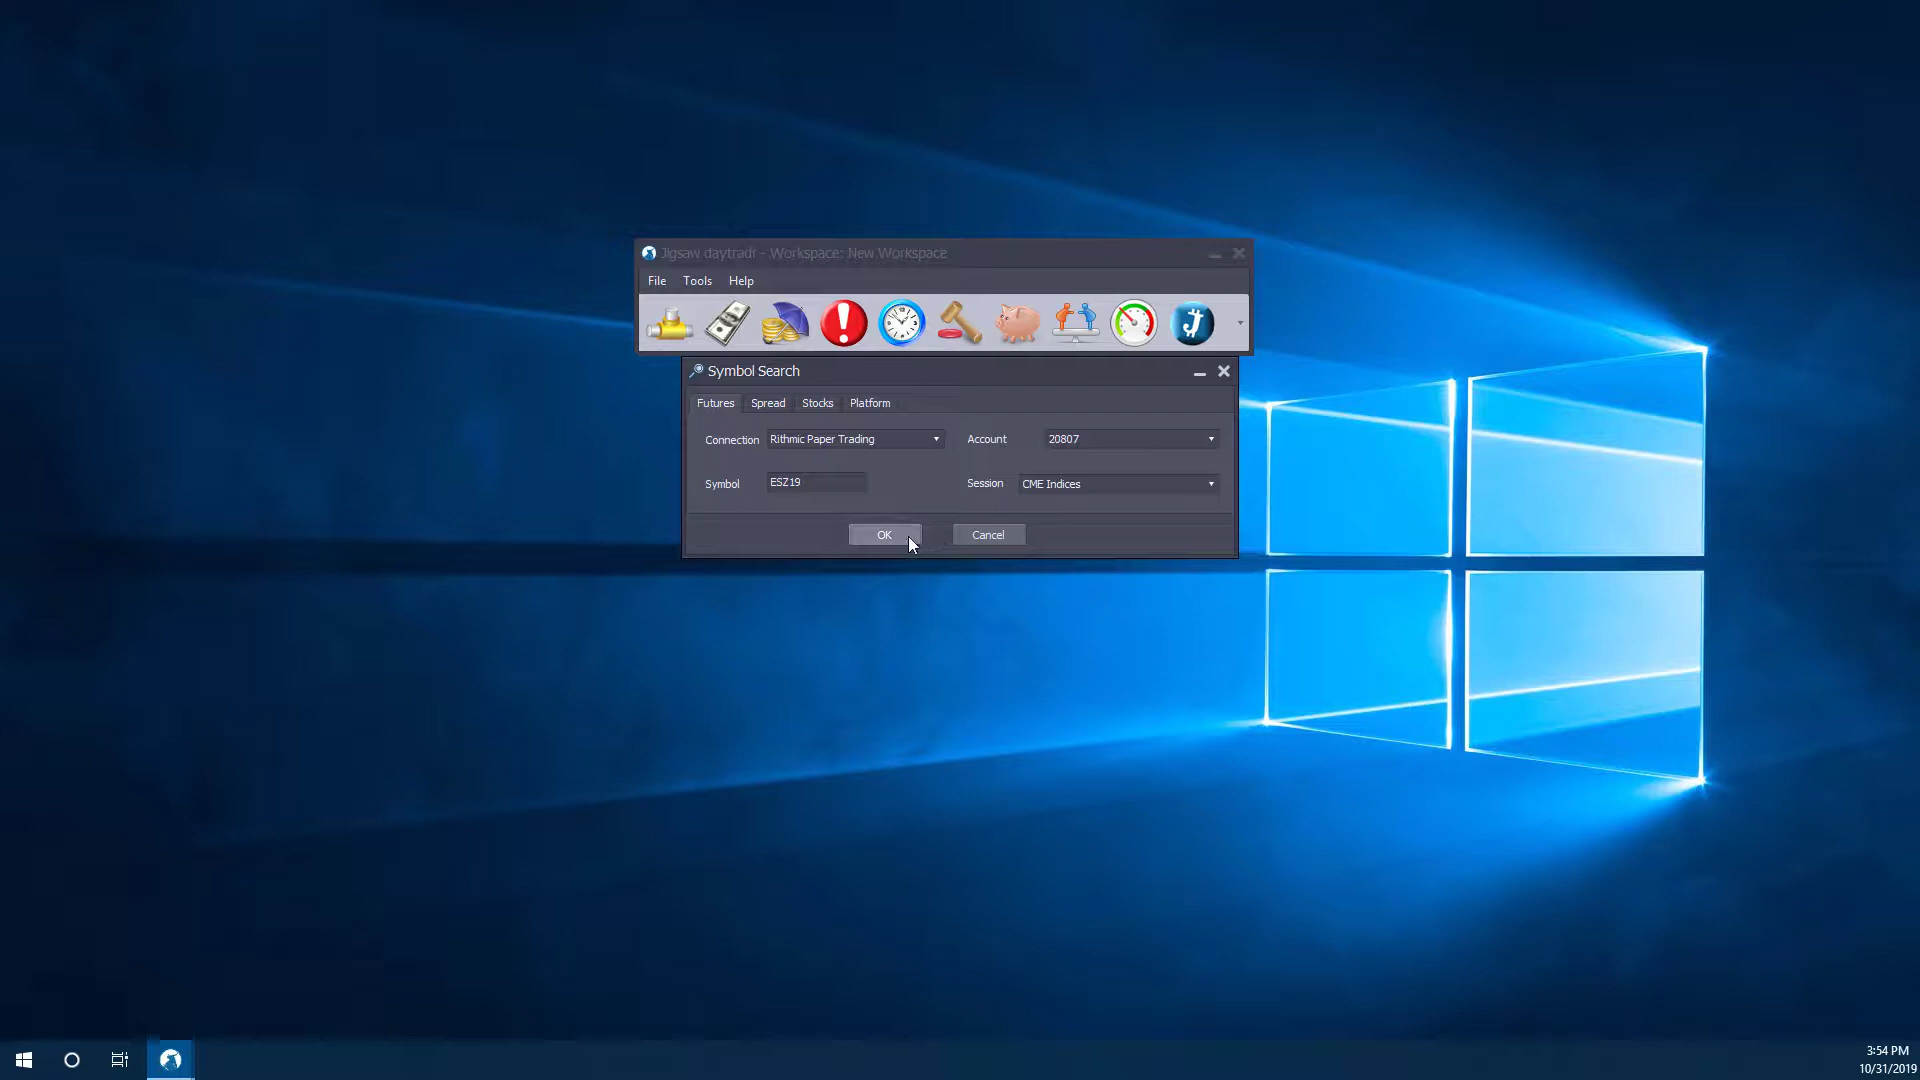 Jigsaw daytradr - Workspace: New Workspace
File Tools Help
Symbol Search
Futures Spread Stocks Platform
Connection Rithmic Paper Trading Account 20807
Symbol ESZ19 Session CME Indices
OK Cancel
3:54 PM
10/31/2019